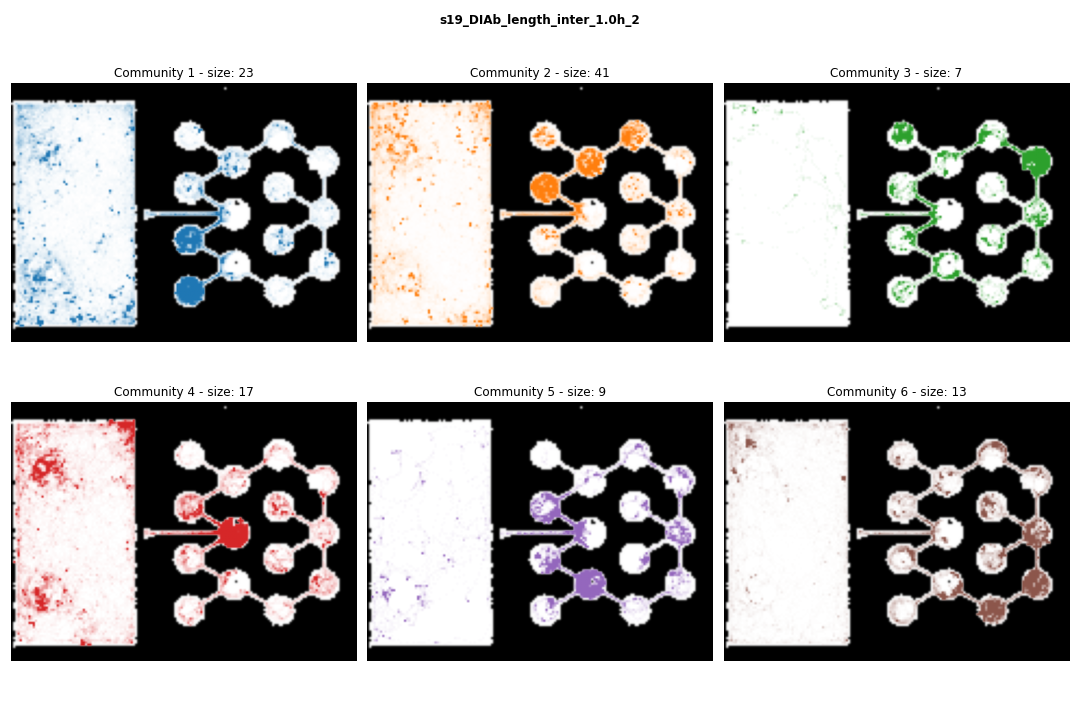 s19_DIAb_length_inter_1.0h_2
Community 1 - size: 23
Community 2 - size: 41
Community 3 - size: 7
Community 4 - size: 17
Community 5 - size: 9
Community 6 - size: 13